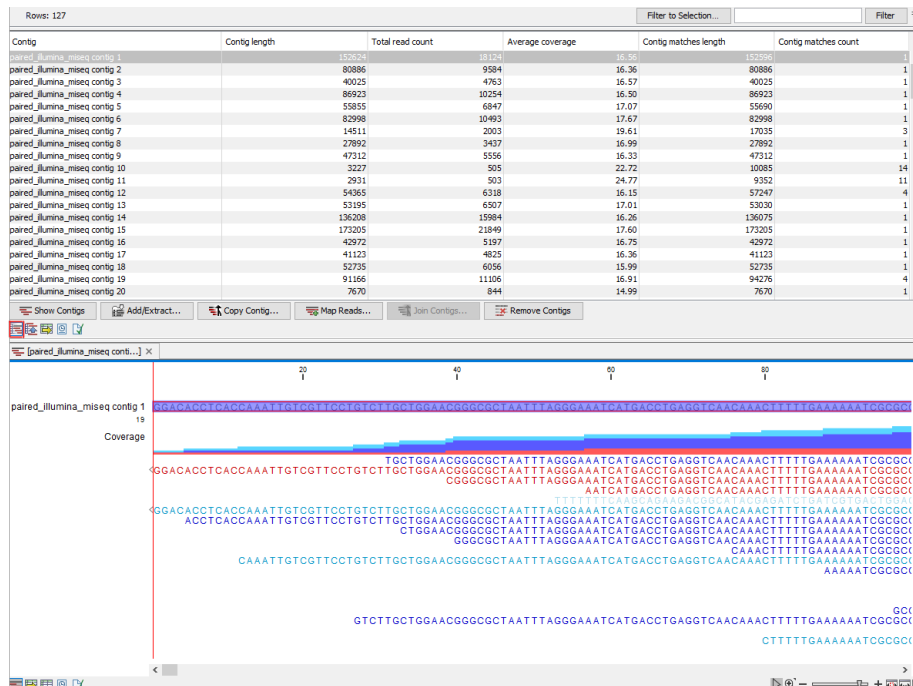 Rows: 127 Filter to Selection... Filter
Contig Contig length Total read count Average coverage Contig matches length Contig matches count
paired_illumina_miseq contig 1 152624 18124 16.56 152596 1
paired_illumina_miseq contig 2 80886 9584 16.36 80886 1
paired_illumina_miseq contig 3 40025 4763 16.57 40025 1
paired_illumina_miseq contig 4 86923 10254 16.50 86923 1
paired_illumina_miseq contig 5 55855 6847 17.07 55690 1
paired_illumina_miseq contig 6 82998 10493 17.67 82998 1
paired_illumina_miseq contig 7 14511 2003 19.61 17035 3
paired_illumina_miseq contig 8 27892 3437 16.99 27892 1
paired_illumina_miseq contig 9 47312 5556 16.33 47312 1
paired_illumina_miseq contig 10 3227 505 22.72 10085 14
paired_illumina_miseq contig 11 2931 503 24.77 9352 11
paired_illumina_miseq contig 12 54365 6318 16.15 57247 4
paired_illumina_miseq contig 13 53195 6507 17.01 53030 1
paired_illumina_miseq contig 14 136208 15984 16.26 136075 1
paired_illumina_miseq contig 15 173205 21849 17.60 173205 1
paired_illumina_miseq contig 16 42972 5197 16.75 42972 1
paired_illumina_miseq contig 17 41123 4825 16.36 41123 1
paired_illumina_miseq contig 18 52735 6056 15.99 52735 1
paired_illumina_miseq contig 19 91166 11106 16.91 94276 4
paired_illumina_miseq contig 20 7670 844 14.99 7670 1
Show Contigs Add/Extract... Copy Contig... Map Reads... Join Contigs... Remove Contigs
[paired_illumina_miseq conti...] ×
20 40 60 80
paired_illumina_miseq contig 1 GGACACCTCACCAAATTGTCGTTCCTGTCTTGCTGGAACGGGCGCTAATTTAGGGAAATCATGACCTGAGGTCAACAAACTTTTTGAAAAAATCGCGC
19
Coverage
TGCTGGAACGGGCGCTAATTTAGGGAAATCATGACCTGAGGTCAACAAACTTTTTGAAAAAATCGCGC
GGACACCTCACCAAATTGTCGTTCCTGTCTTGCTGGAACGGGCGCTAATTTAGGGAAATCATGACCTGAGGTCAACAAACTTTTTGAAAAAATCGCGC
CGGGCGCTAATTTAGGGAAATCATGACCTGAGGTCAACAAACTTTTTGAAAAAATCGCGC
AATCATGACCTGAGGTCAACAAACTTTTTGAAAAAATCGCGC
TTTTTTTCAAGCAGAAGACGGCATACGAGATCTGATCGTGACTGGAC
GGACACCTCACCAAATTGTCGTTCCTGTCTTGCTGGAACGGGCGCTAATTTAGGGAAATCATGACCTGAGGTCAACAAACTTTTTGAAAAAATCGCGC
ACCTCACCAAATTGTCGTTCCTGTCTTGCTGGAACGGGCGCTAATTTAGGGAAATCATGACCTGAGGTCAACAAACTTTTTGAAAAAATCGCGC
CTGGAACGGGCGCTAATTTAGGGAAATCATGACCTGAGGTCAACAAACTTTTTGAAAAAATCGCGC
GGGCGCTAATTTAGGGAAATCATGACCTGAGGTCAACAAACTTTTTGAAAAAATCGCGC
CAAACTTTTTGAAAAAATCGCGC
CAAATTGTCGTTCCTGTCTTGCTGGAACGGGCGCTAATTTAGGGAAATCATGACCTGAGGTCAACAAACTTTTTGAAAAAATCGCGC
AAAAATCGCGC
GC
GTCTTGCTGGAACGGGCGCTAATTTAGGGAAATCATGACCTGAGGTCAACAAACTTTTTGAAAAAATCGCGC
CTTTTTGAAAAAATCGCGC